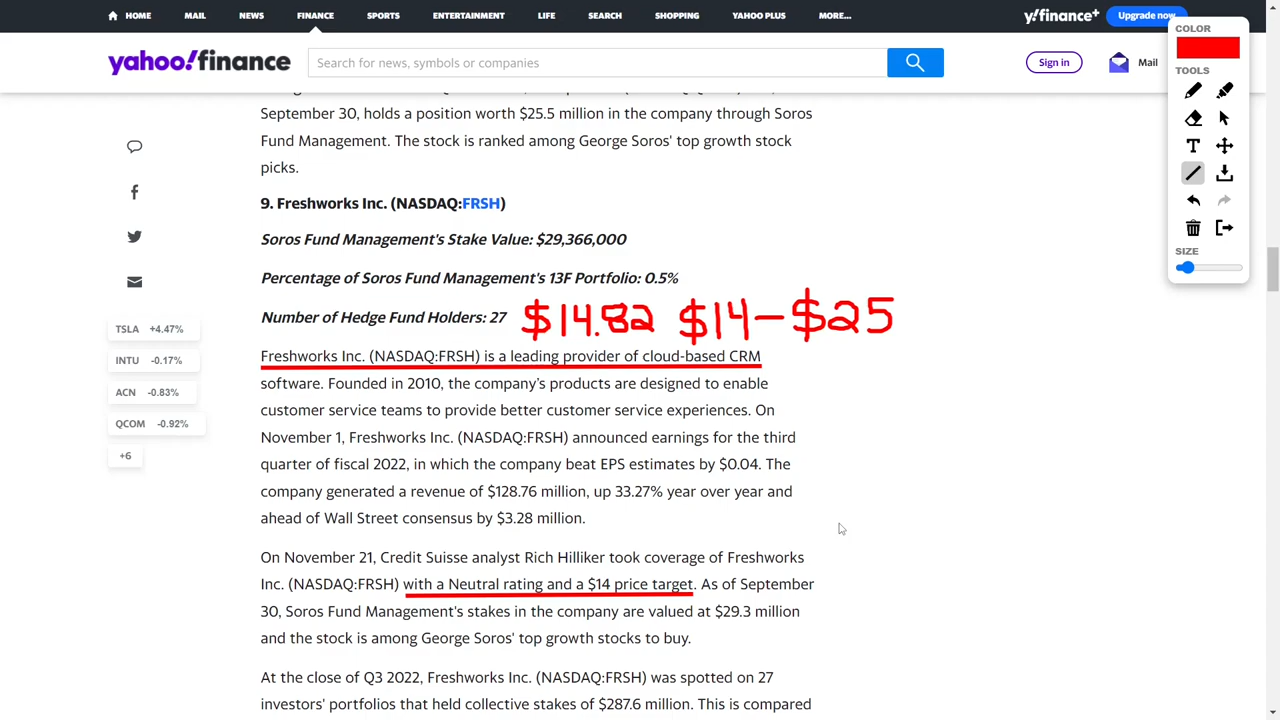 HOME MAIL NEWS FINANCE SPORTS ENTERTAINMENT LIFE SEARCH SHOPPING YAHOO PLUS MORE... y!finance+ Upgrade now
yahoo!finance Search for news, symbols or companies Sign in Mail
COLOR
TOOLS
T
SIZE
September 30, holds a position worth $25.5 million in the company through Soros
Fund Management. The stock is ranked among George Soros' top growth stock
picks.
9. Freshworks Inc. (NASDAQ:FRSH)
Soros Fund Management's Stake Value: $29,366,000
Percentage of Soros Fund Management's 13F Portfolio: 0.5%
Number of Hedge Fund Holders: 27 $14.82 $14-$25
Freshworks Inc. (NASDAQ:FRSH) is a leading provider of cloud-based CRM
software. Founded in 2010, the company's products are designed to enable
customer service teams to provide better customer service experiences. On
November 1, Freshworks Inc. (NASDAQ:FRSH) announced earnings for the third
quarter of fiscal 2022, in which the company beat EPS estimates by $0.04. The
company generated a revenue of $128.76 million, up 33.27% year over year and
ahead of Wall Street consensus by $3.28 million.
On November 21, Credit Suisse analyst Rich Hilliker took coverage of Freshworks
Inc. (NASDAQ:FRSH) with a Neutral rating and a $14 price target. As of September
30, Soros Fund Management's stakes in the company are valued at $29.3 million
and the stock is among George Soros' top growth stocks to buy.
At the close of Q3 2022, Freshworks Inc. (NASDAQ:FRSH) was spotted on 27
investors' portfolios that held collective stakes of $287.6 million. This is compared
TSLA +4.47%
INTU -0.17%
ACN -0.83%
QCOM -0.92%
+6